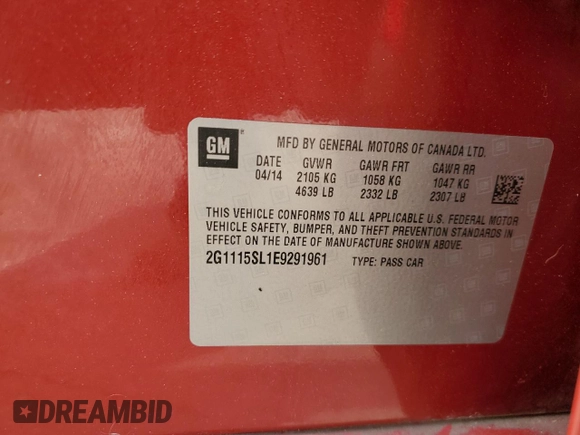 GM
MFD BY GENERAL MOTORS OF CANADA LTD.
DATE GVWR GAWR FRT GAWR RR
04/14 2105 KG 1058 KG 1047 KG
4639 LB 2332 LB 2307 LB
THIS VEHICLE CONFORMS TO ALL APPLICABLE U.S. FEDERAL MOTOR
VEHICLE SAFETY, BUMPER, AND THEFT PREVENTION STANDARDS IN
EFFECT ON THE DATE OF MANUFACTURE SHOWN ABOVE.
2G1115SL1E9291961 TYPE: PASS CAR
DREAMBID